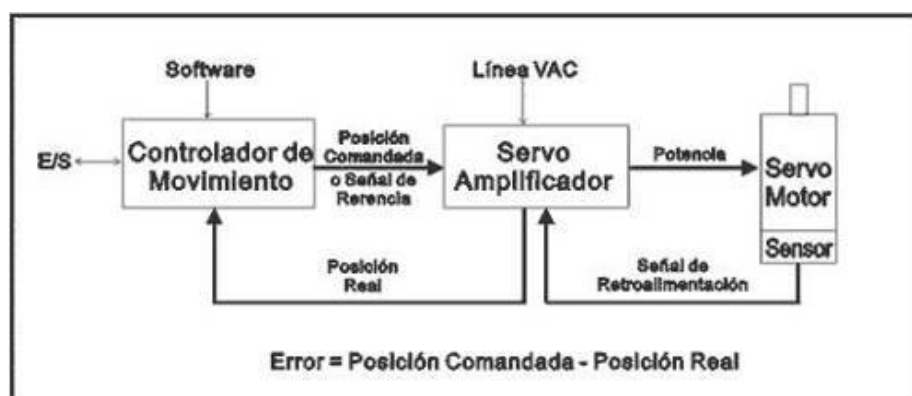 Software
Línea VAC
E/S
Controlador de
Movimiento
Posición
Comandada
o Señal de
Rerencia
Servo
Amplificador
Potencia
Servo
Motor
Sensor
Posición
Real
Señal de
Retroalimentación
Error = Posición Comandada - Posición Real